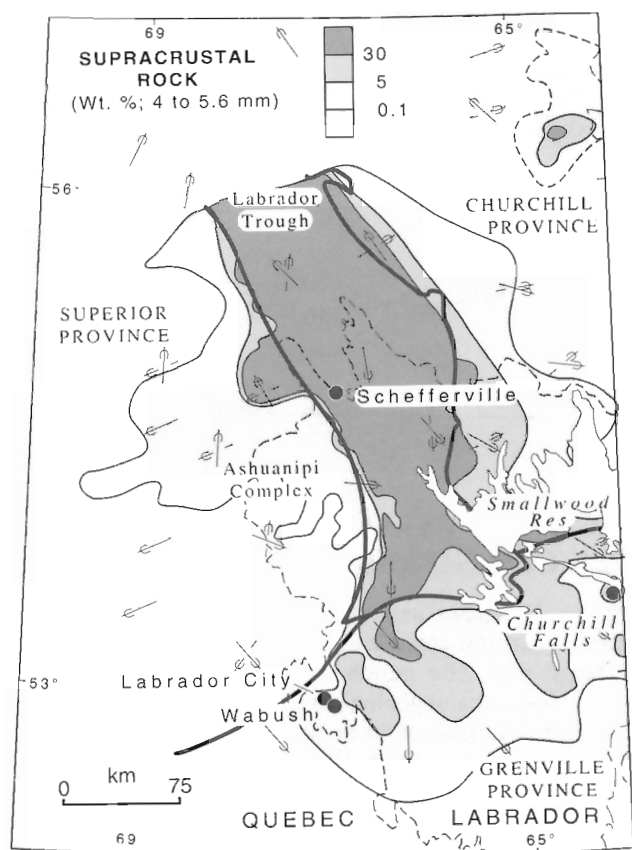 69
65°
SUPRACRUSTAL
ROCK
(Wt. %; 4 to 5.6 mm)
30
5
0.1
56°
Labrador
Trough
CHURCHILL
PROVINCE
SUPERIOR
PROVINCE
Schefferville
Ashuanipi
Complex
Smallwood
Res
Churchill
Falls
53°
Labrador City
Wabush
0 km 75
GRENVILLE
PROVINCE
QUEBEC LABRADOR
69
65°